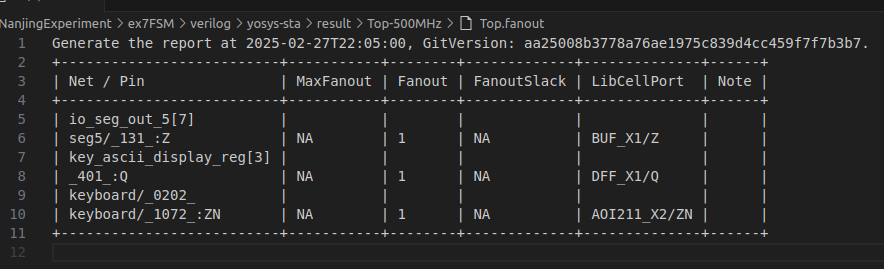 NanjingExperiment > ex7FSM > verilog > yosys-sta > result > Top-500MHz > Top.fanout
1 Generate the report at 2025-02-27T22:05:00, GitVersion: aa25008b3778a76ae1975c839d4cc459f7f7b3b7.
2 +-------------------------+----------+--------+-------------+--------------+------+
3 | Net / Pin | MaxFanout | Fanout | FanoutSlack | LibCellPort | Note |
4 +-------------------------+----------+--------+-------------+--------------+------+
5 | io_seg_out_5[7] | | | | | |
6 | seg5/_131_:Z | NA | 1 | NA | BUF_X1/Z | |
7 | key_ascii_display_reg[3] | | | | | |
8 | _401_:Q | NA | 1 | NA | DFF_X1/Q | |
9 | keyboard/_0202_ | | | | | |
10 | keyboard/_1072_:ZN | NA | 1 | NA | AOI211_X2/ZN | |
11 +-------------------------+----------+--------+-------------+--------------+------+
12